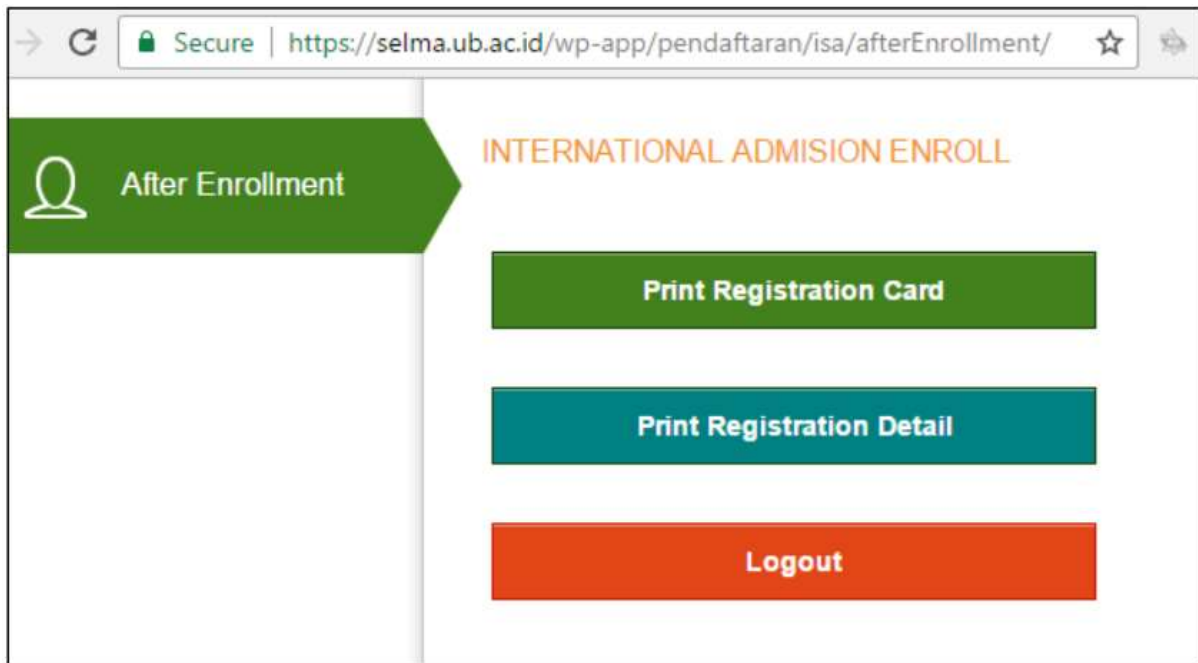 Secure | https://selma.ub.ac.id/wp-app/pendaftaran/isa/afterEnrollment/
After Enrollment
INTERNATIONAL ADMISION ENROLL
Print Registration Card
Print Registration Detail
Logout